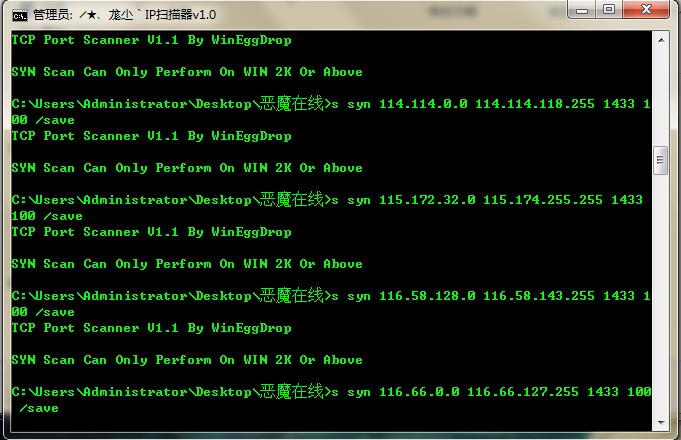 管理员: ∕★、龙尘`IP扫描器v1.0
TCP Port Scanner V1.1 By WinEggDrop
SYN Scan Can Only Perform On WIN 2K Or Above
C:\Users\Administrator\Desktop\恶魔在线>s syn 114.114.0.0 114.114.118.255 1433 1
00 /save
TCP Port Scanner V1.1 By WinEggDrop
SYN Scan Can Only Perform On WIN 2K Or Above
C:\Users\Administrator\Desktop\恶魔在线>s syn 115.172.32.0 115.174.255.255 1433
100 /save
TCP Port Scanner V1.1 By WinEggDrop
SYN Scan Can Only Perform On WIN 2K Or Above
C:\Users\Administrator\Desktop\恶魔在线>s syn 116.58.128.0 116.58.143.255 1433 1
00 /save
TCP Port Scanner V1.1 By WinEggDrop
SYN Scan Can Only Perform On WIN 2K Or Above
C:\Users\Administrator\Desktop\恶魔在线>s syn 116.66.0.0 116.66.127.255 1433 100
/save